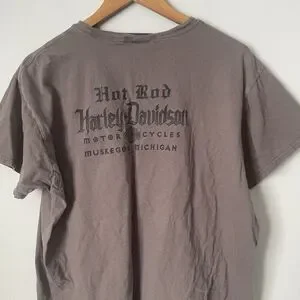 Hot Rod
Harley Davidson
MOTORCYCLES
MUSKEGON MICHIGAN